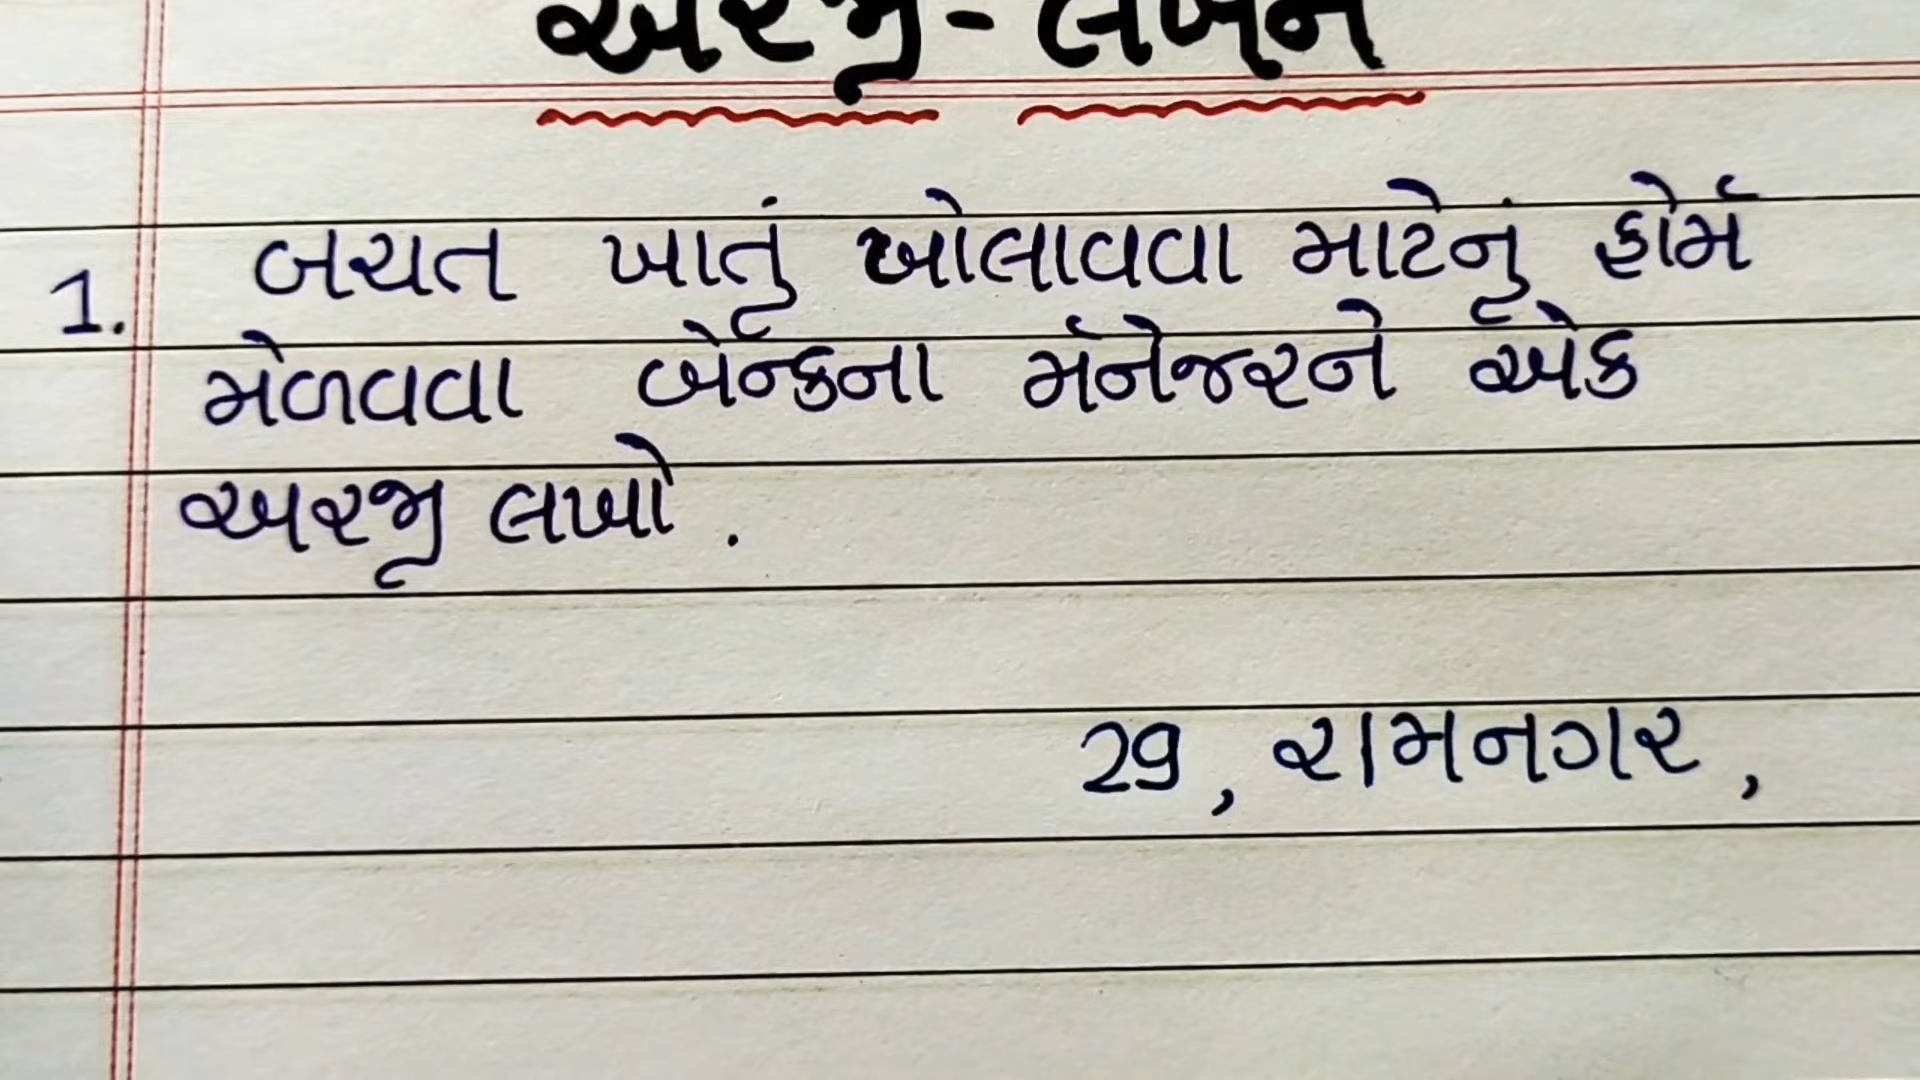 અરજી - લેખન
1. બચત ખાતું ખોલાવવા માટેનું ફોર્મ
મેળવવા બેન્કના મૅનેજરને એક
અરજી લખો.
29, રામનગર,